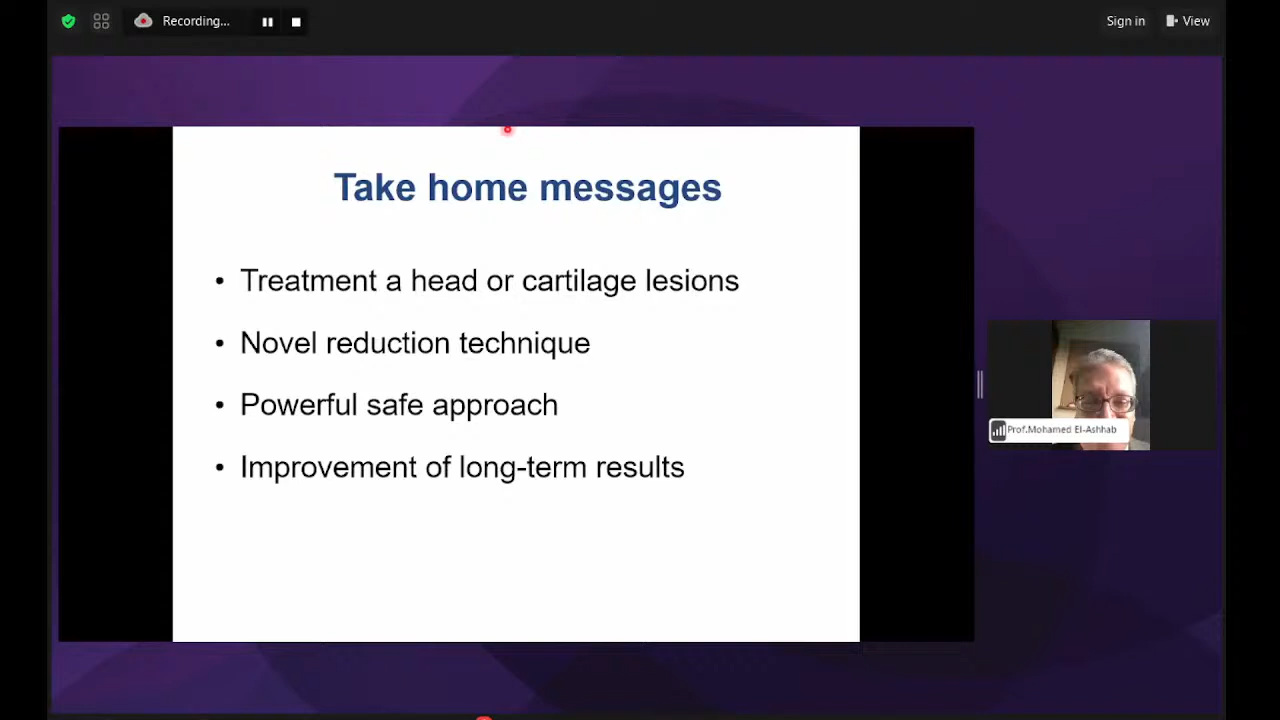 Recording...
Sign in
View
Take home messages
• Treatment a head or cartilage lesions
• Novel reduction technique
• Powerful safe approach
• Improvement of long-term results
Prof.Mohamed El-Ashhab